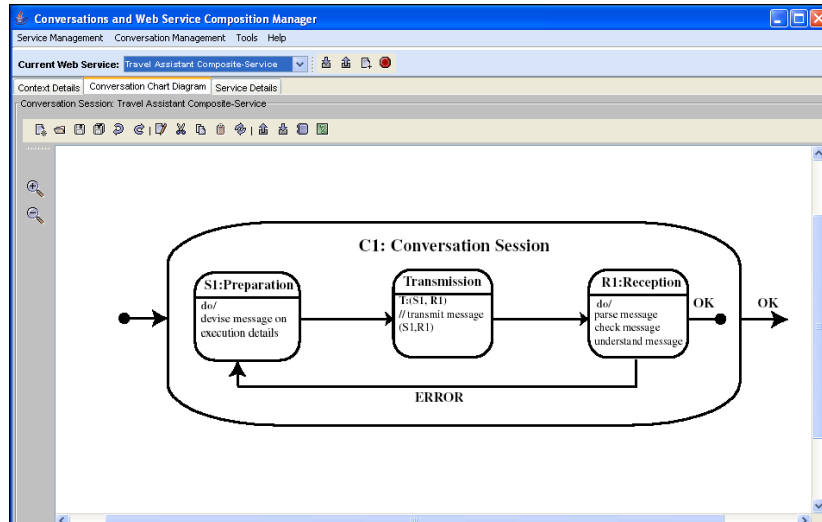 Conversations and Web Service Composition Manager
Service Management Conversation Management Tools Help
Current Web Service: Travel Assistant Composite-Service
Context Details Conversation Chart Diagram Service Details
Conversation Session: Travel Assistant Composite-Service
C1: Conversation Session
S1:Preparation
do/
devise message on
execution details
Transmission
T:(S1, R1)
// transmit message
(S1,R1)
R1:Reception
do/
parse message
check message
understand message
OK
OK
ERROR